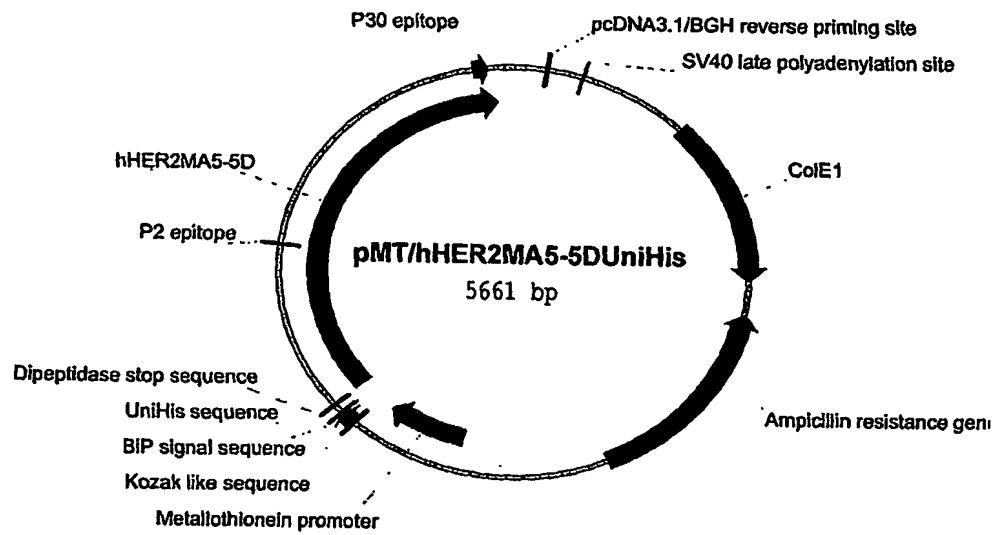 P30 epitope
pcDNA3.1/BGH reverse priming site
SV40 late polyadenylation site
hHER2MA5-5D
ColE1
P2 epitope
pMT/hHER2MA5-5DUniHis
5661 bp
Dipeptidase stop sequence
UniHis sequence
BiP signal sequence
Kozak like sequence
Metallothionein promoter
Ampicillin resistance gen